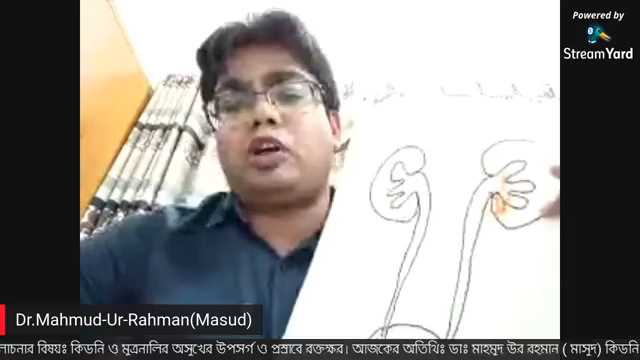 Powered by
StreamYard
Dr.Mahmud-Ur-Rahman(Masud)
লোচনার বিষয়ঃ কিডনি ও মুত্রনালির অসুখের উপসর্গ ও প্রস্রাবে রক্তক্ষর। আজকের অতিথিঃ ডাঃ মাহমুদ উর রহমান ( মাসুদ) কিডনি